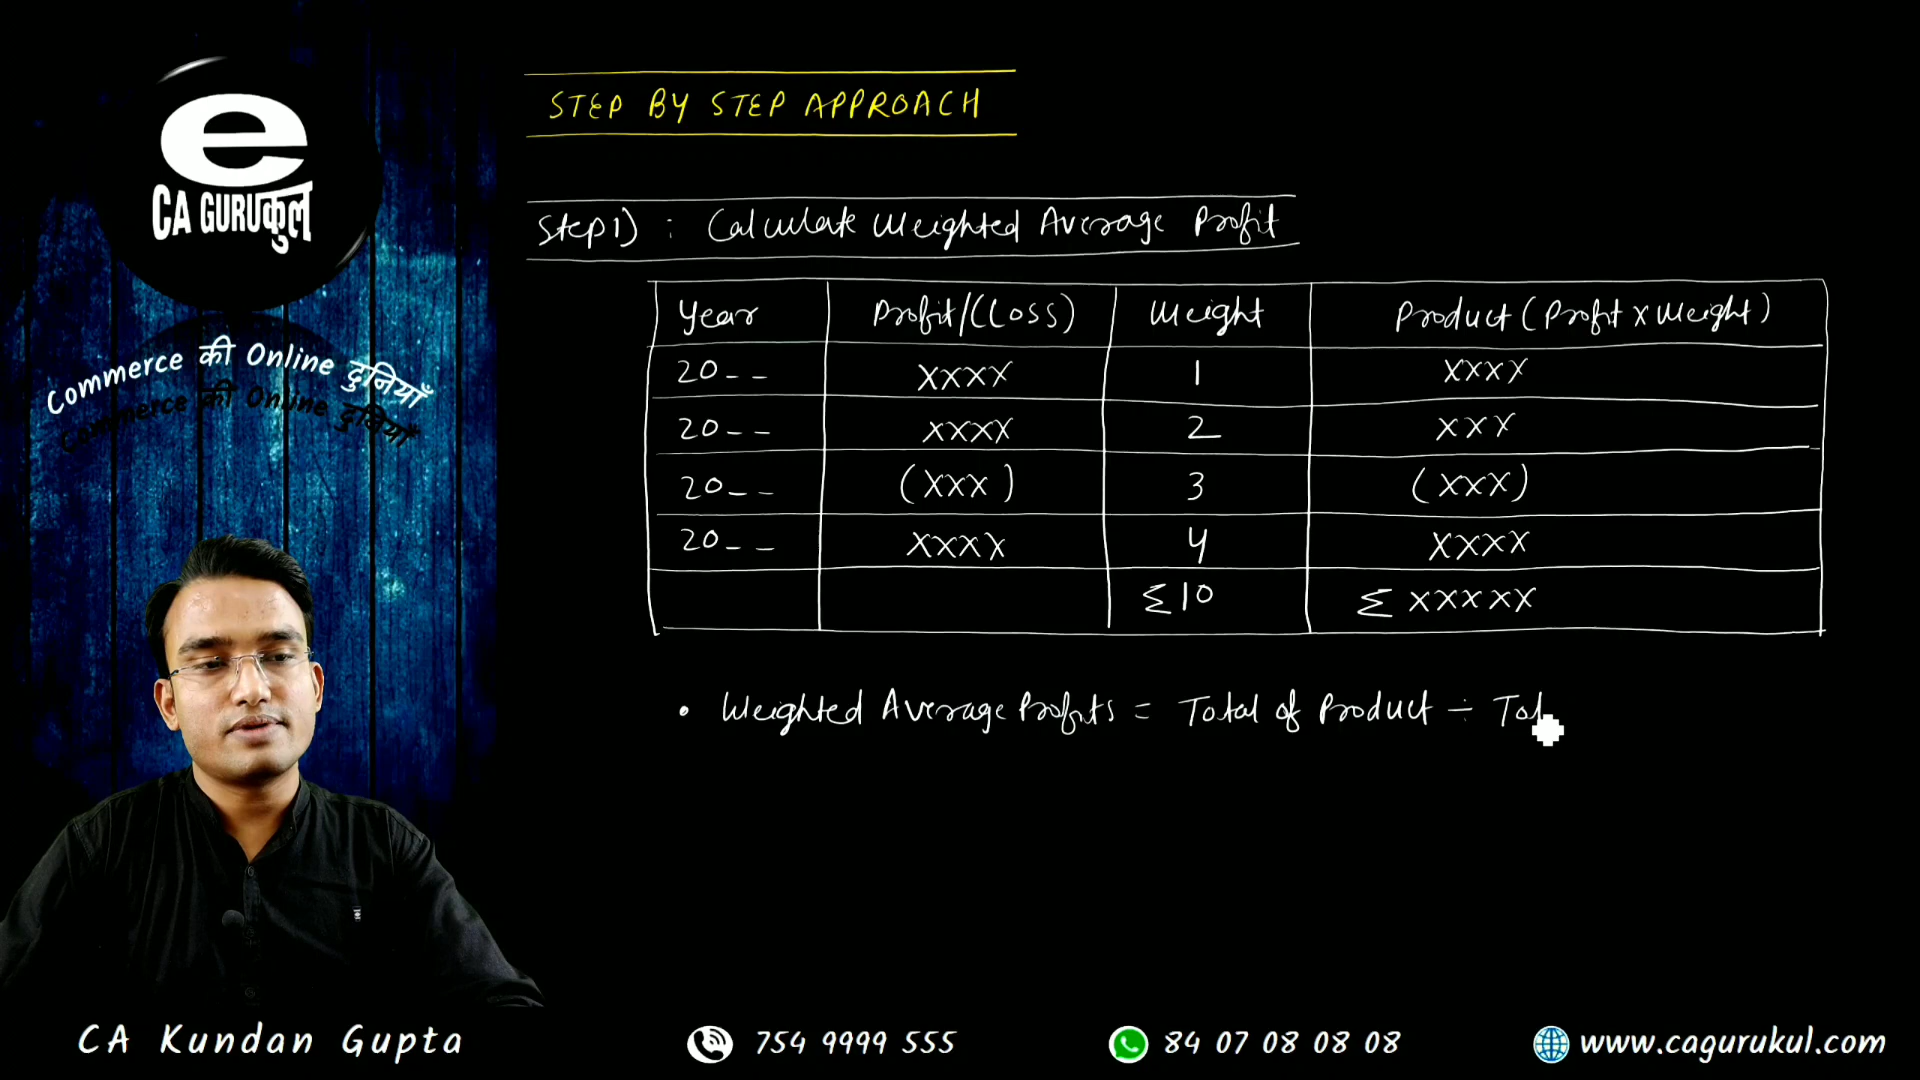 e
CA GURUकुल
Commerce की Online दुनियाँ
Commerce की Online दुनियाँ
STEP BY STEP APPROACH
Step1) : Calculate Weighted Average Profit
Year Profit/(Loss) Weight Product (Profit x Weight)
20-- XXXX 1 XXXX
20-- XXXX 2 XXX
20-- (XXX) 3 (XXX)
20-- XXXX 4 XXXX
Σ10 Σ XXXXX
• Weighted Average Profits = Total of Product ÷ Tot
CA Kundan Gupta 754 9999 555 84 07 08 08 08 www.cagurukul.com